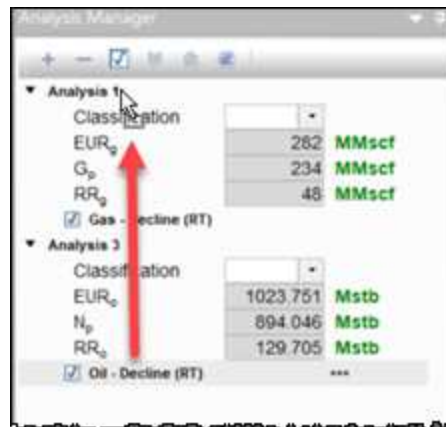 Analysis Manager
Analysis 1
Classification
EURg 282 MMscf
Gp 234 MMscf
RRg 48 MMscf
Gas - Decline (RT)
Analysis 3
Classification
EURo 1023.751 Mstb
Np 894.046 Mstb
RRo 129.705 Mstb
Oil - Decline (RT) •••